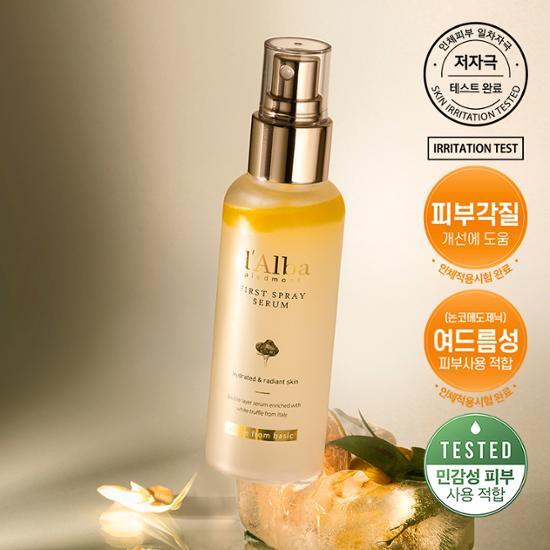 인체피부 일차자극
저자극
테스트 완료
SKIN IRRITATION TESTED
IRRITATION TEST
피부각질
개선에 도움
인체적용시험 완료
(논코메도제닉)
여드름성
피부사용 적합
인체적용시험 완료
TESTED
민감성 피부
사용 적합
d'Alba
piedmont
FIRST SPRAY
SERUM
Hydrated & radiant skin
Double layer serum enriched with
white truffle from Italy
from basic